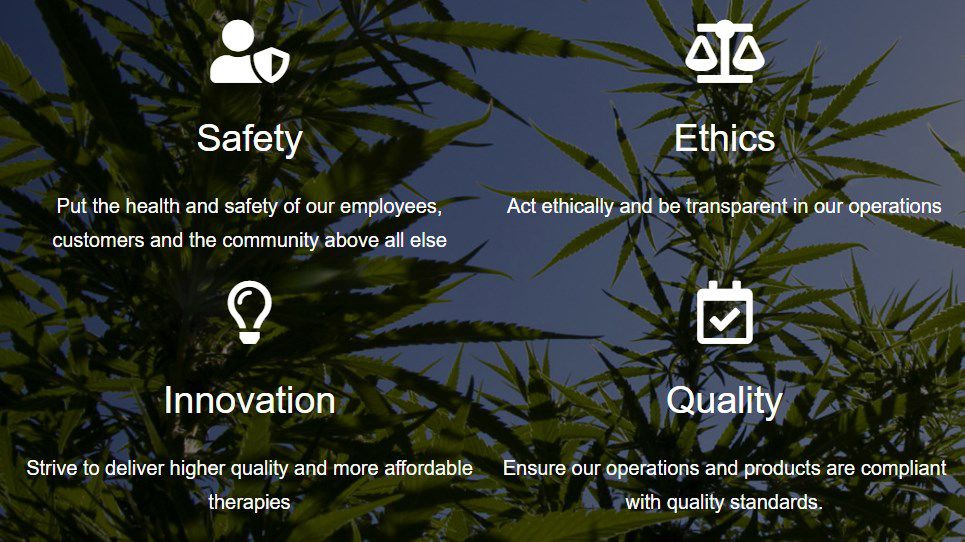 Safety
Put the health and safety of our employees,
customers and the community above all else
Ethics
Act ethically and be transparent in our operations
Innovation
Strive to deliver higher quality and more affordable
therapies
Quality
Ensure our operations and products are compliant
with quality standards.